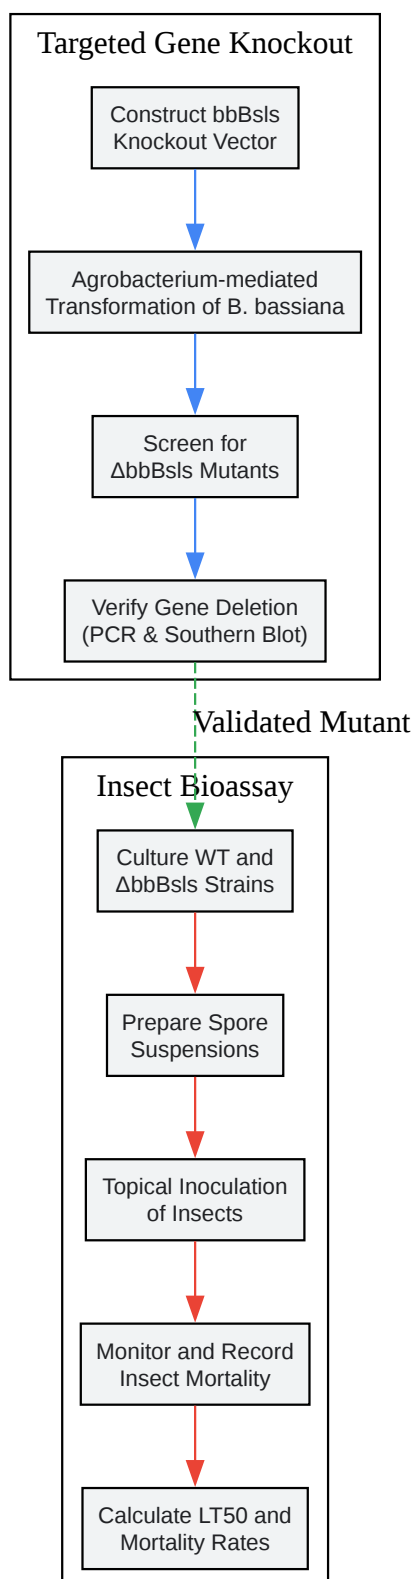 Targeted Gene Knockout
Construct bbBsls
Knockout Vector
Agrobacterium-mediated
Transformation of B. bassiana
Screen for
ΔbbBsls Mutants
Verify Gene Deletion
(PCR & Southern Blot)
Validated Mutant
Insect Bioassay
Culture WT and
ΔbbBsls Strains
Prepare Spore
Suspensions
Topical Inoculation
of Insects
Monitor and Record
Insect Mortality
Calculate LT50 and
Mortality Rates